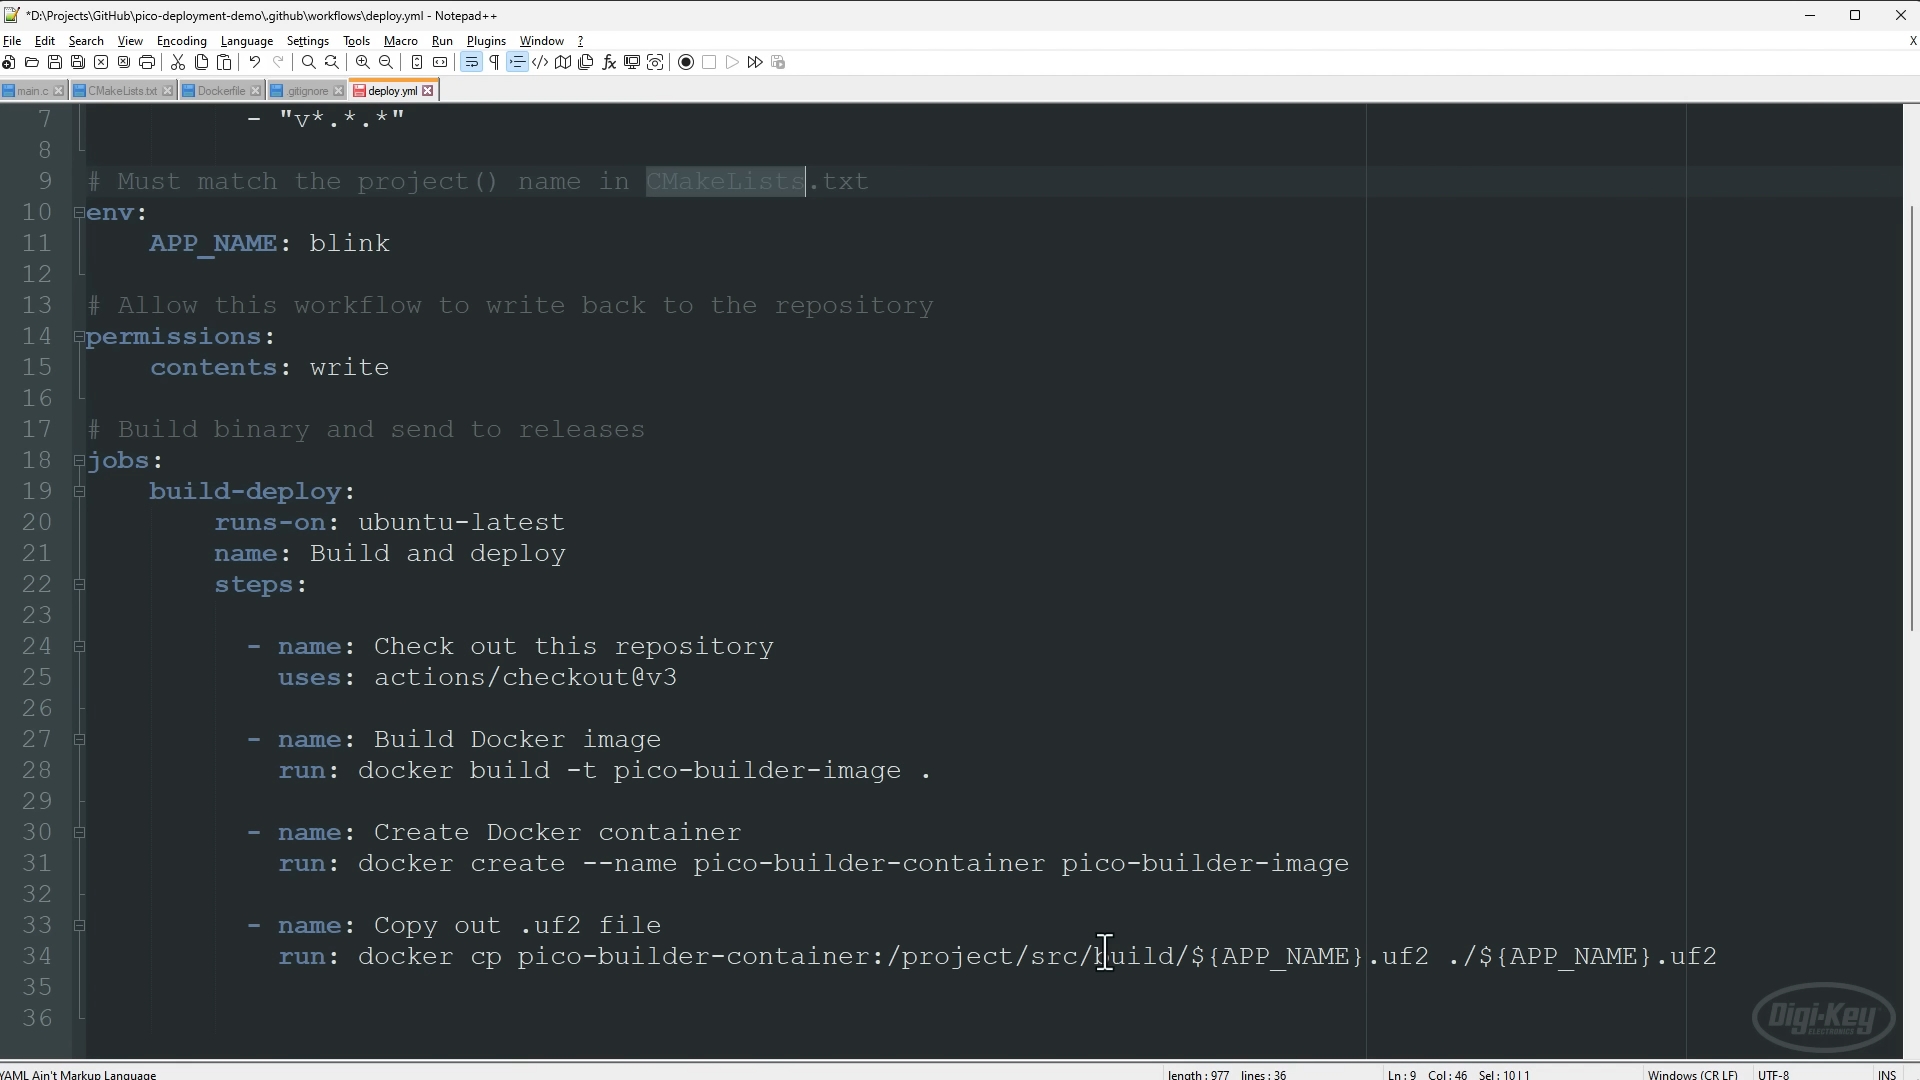 *D:\Projects\GitHub\pico-deployment-demo\.github\workflows\deploy.yml - Notepad++
File Edit Search View Encoding Language Settings Tools Macro Run Plugins Window ? X
main.c CMakeLists.txt Dockerfile .gitignore deploy.yml
7 - "v*.*.*"
8
9 # Must match the project() name in CMakeLists.txt
10 env:
11 APP_NAME: blink
12
13 # Allow this workflow to write back to the repository
14 permissions:
15 contents: write
16
17 # Build binary and send to releases
18 jobs:
19 build-deploy:
20 runs-on: ubuntu-latest
21 name: Build and deploy
22 steps:
23
24 - name: Check out this repository
25 uses: actions/checkout@v3
26
27 - name: Build Docker image
28 run: docker build -t pico-builder-image .
29
30 - name: Create Docker container
31 run: docker create --name pico-builder-container pico-builder-image
32
33 - name: Copy out .uf2 file
34 run: docker cp pico-builder-container:/project/src/build/${APP_NAME}.uf2 ./${APP_NAME}.uf2
35
36
Digi-Key
ELECTRONICS
YAML Ain't Markup Language length : 977 lines : 36 Ln : 9 Col : 46 Sel : 10 | 1 Windows (CR LF) UTF-8 INS